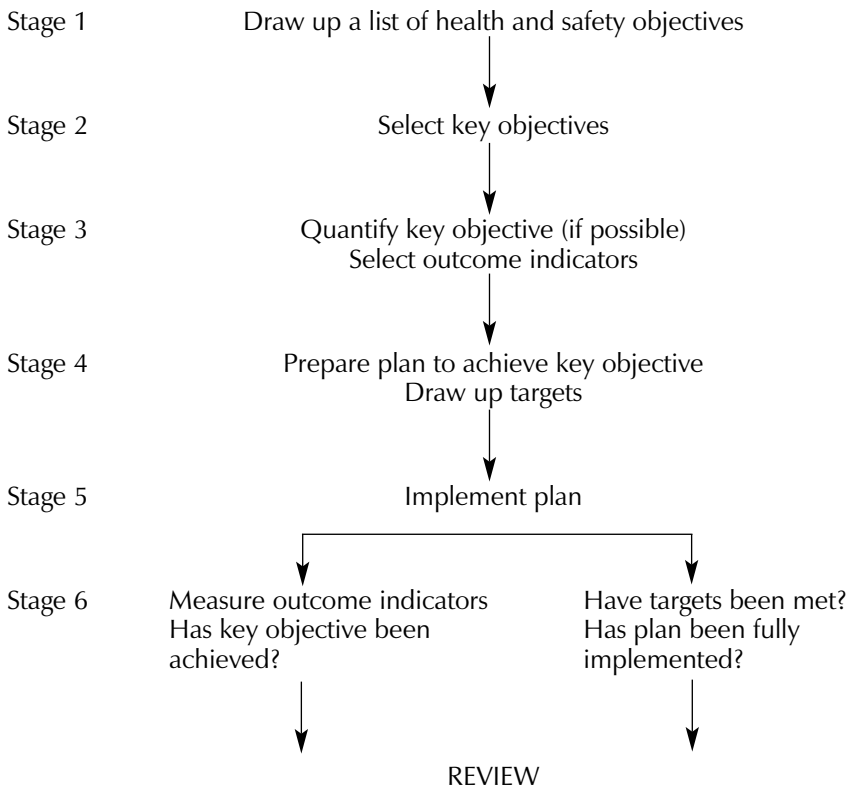 Stage 1 Draw up a list of health and safety objectives
Stage 2 Select key objectives
Stage 3 Quantify key objective (if possible)
Select outcome indicators
Stage 4 Prepare plan to achieve key objective
Draw up targets
Stage 5 Implement plan
Stage 6 Measure outcome indicators
Has key objective been
achieved?
Have targets been met?
Has plan been fully
implemented?
REVIEW